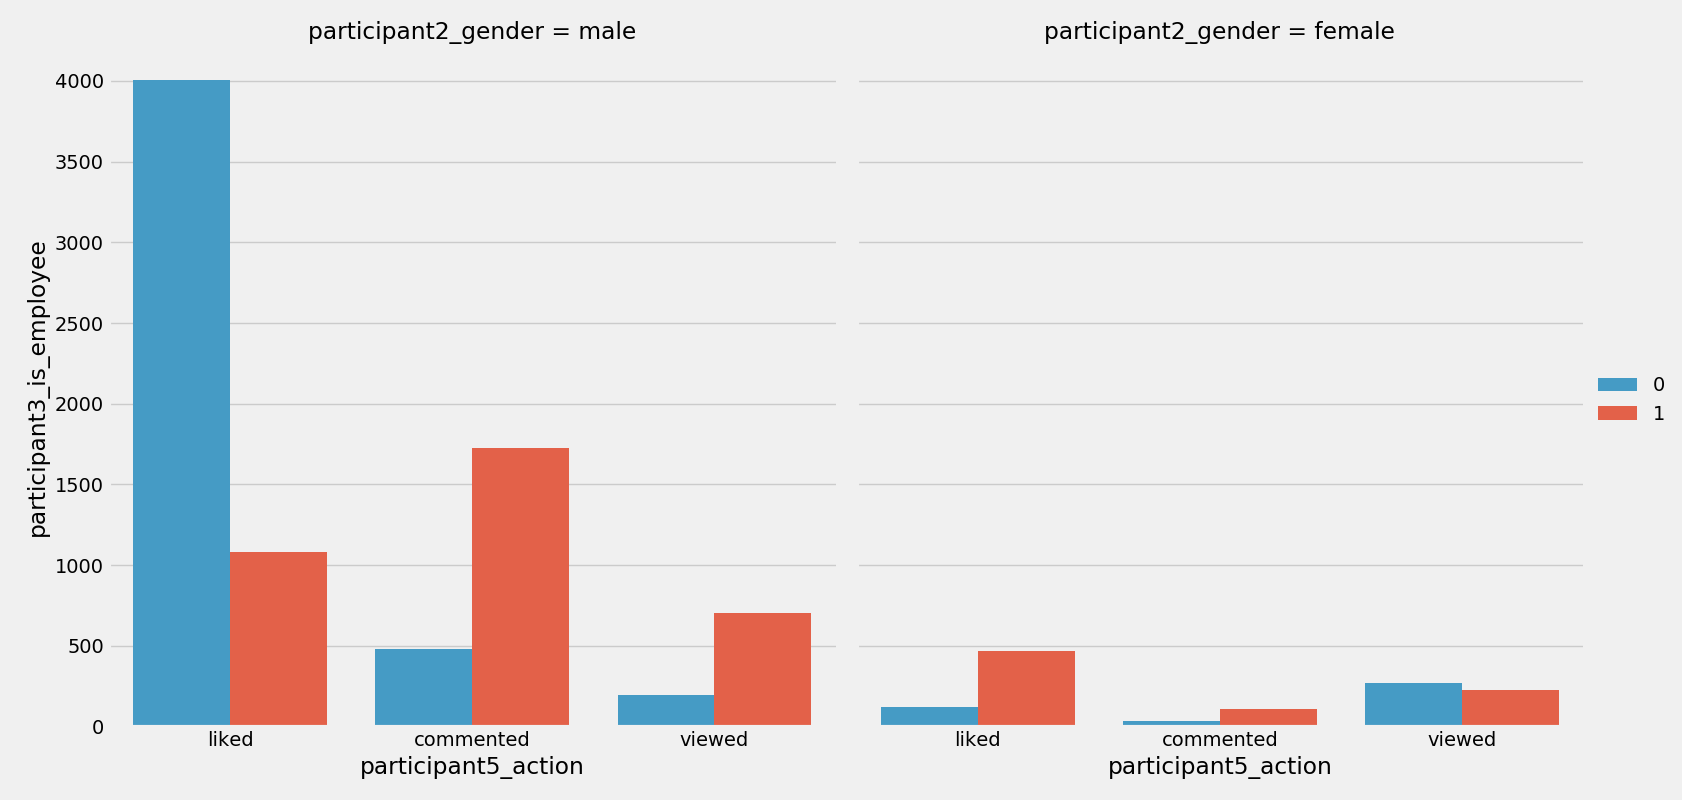 participant2_gender = male
participant2_gender = female
participant3_is_employee
4000
3500
3000
2500
2000
1500
1000
500
0
liked
commented
viewed
participant5_action
liked
commented
viewed
participant5_action
0
1